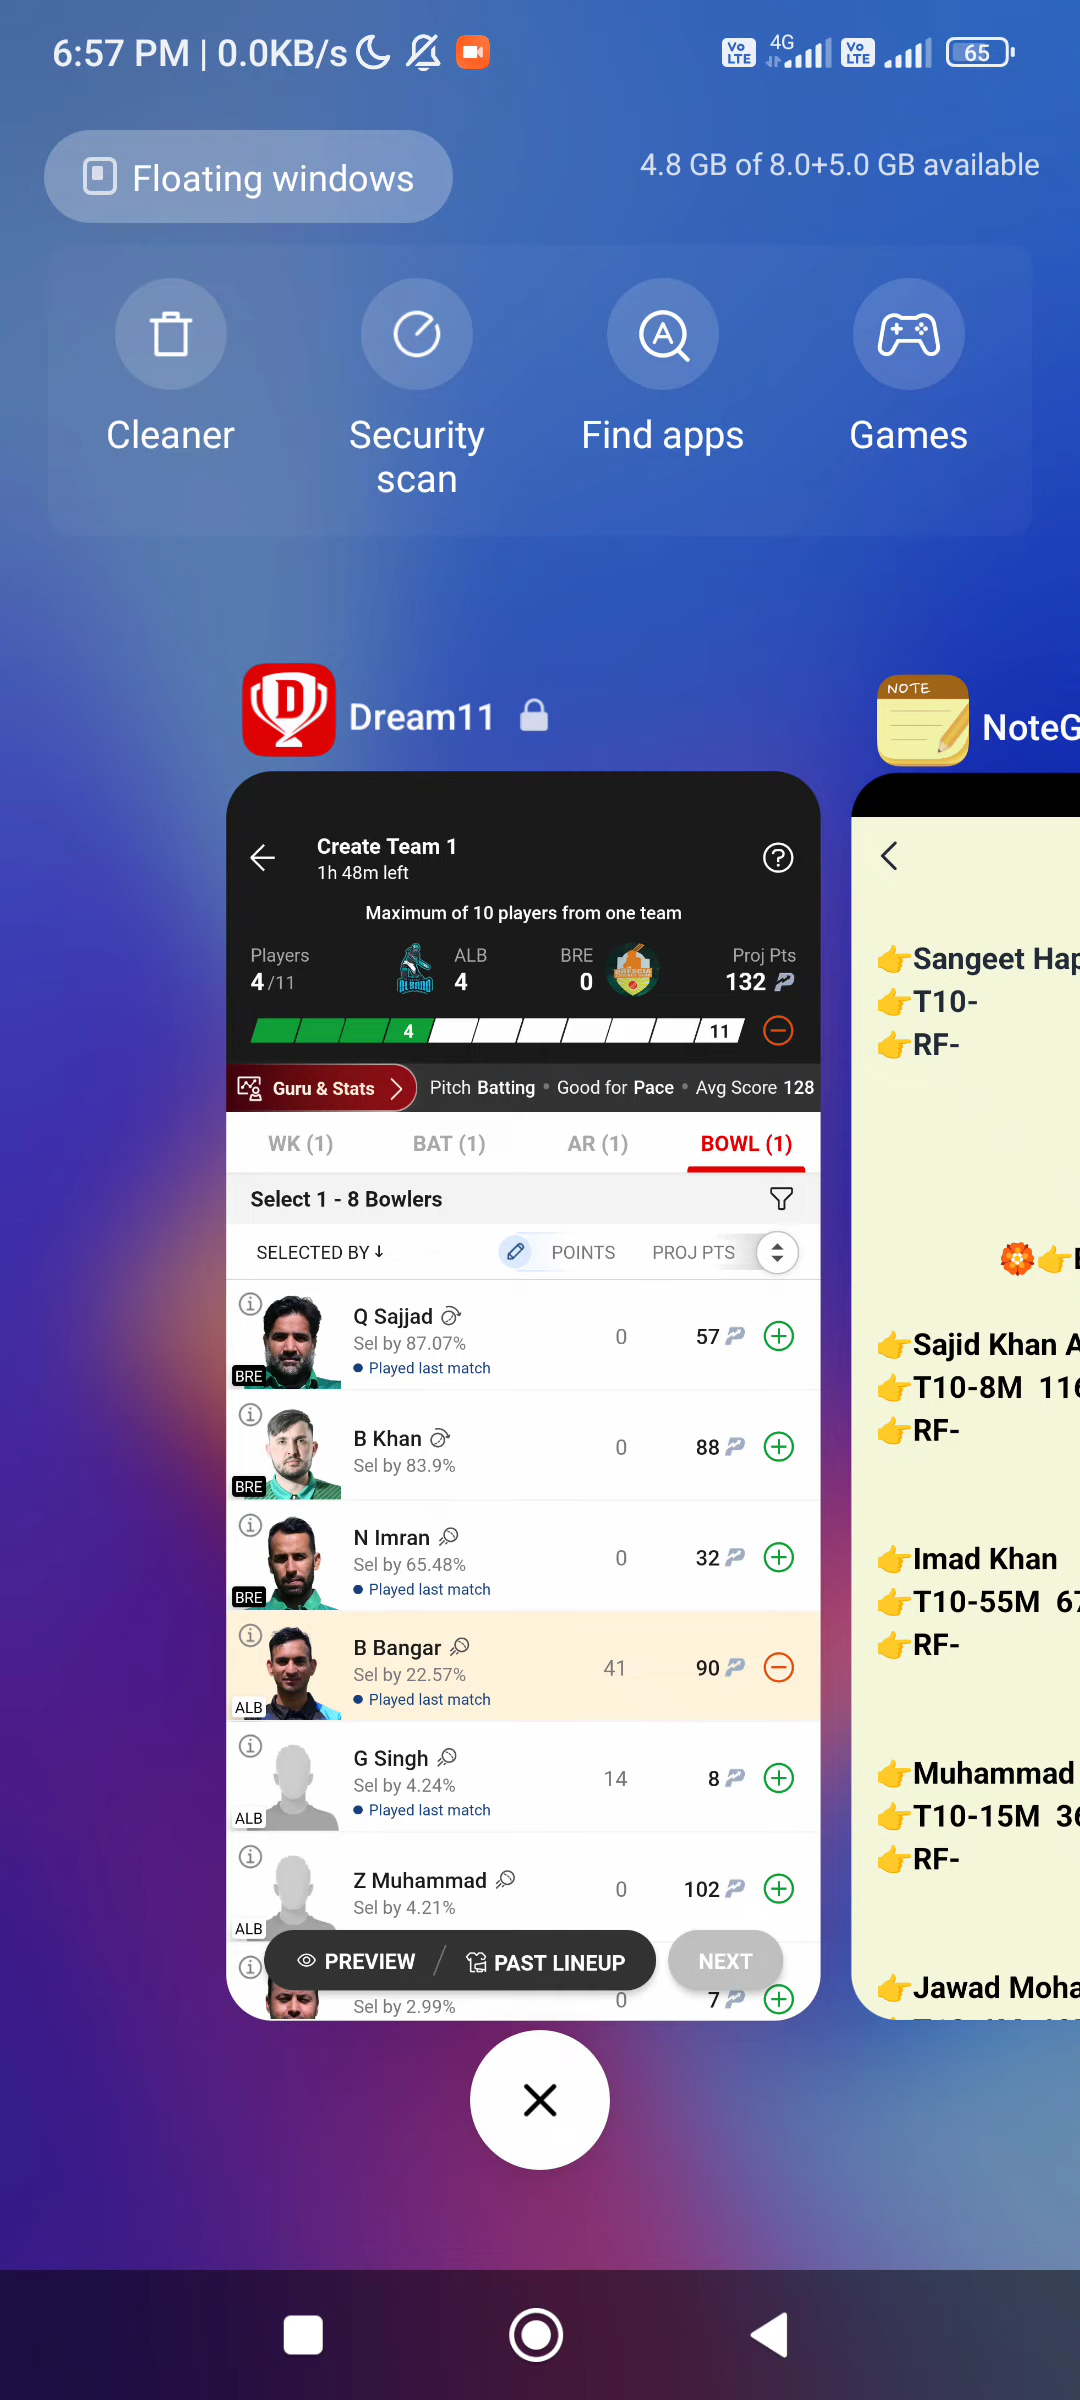 6:57 PM | 0.0KB/s
Vo LTE 4G Vo LTE 65
Floating windows
4.8 GB of 8.0+5.0 GB available
Cleaner
Security scan
Find apps
Games
D Dream11
NOTE NoteG
Create Team 1
1h 48m left
Maximum of 10 players from one team
Players ALB BRE Proj Pts
4/11 4 0 132
4 11
Guru & Stats Pitch Batting • Good for Pace • Avg Score 128
WK (1) BAT (1) AR (1) BOWL (1)
Select 1 - 8 Bowlers
SELECTED BY ↓ POINTS PROJ PTS
Q Sajjad
Sel by 87.07% 0 57
Played last match
BRE
B Khan
Sel by 83.9% 0 88
BRE
N Imran
Sel by 65.48% 0 32
Played last match
BRE
B Bangar
Sel by 22.57% 41 90
Played last match
ALB
G Singh
Sel by 4.24% 14 8
Played last match
ALB
Z Muhammad
Sel by 4.21% 0 102
ALB
PREVIEW / PAST LINEUP NEXT
Sel by 2.99% 0 7
👉Sangeet Hap
👉T10-
👉RF-
👉Sajid Khan A
👉T10-8M 116
👉RF-
👉Imad Khan
👉T10-55M 67
👉RF-
👉Muhammad
👉T10-15M 36
👉RF-
👉Jawad Moha